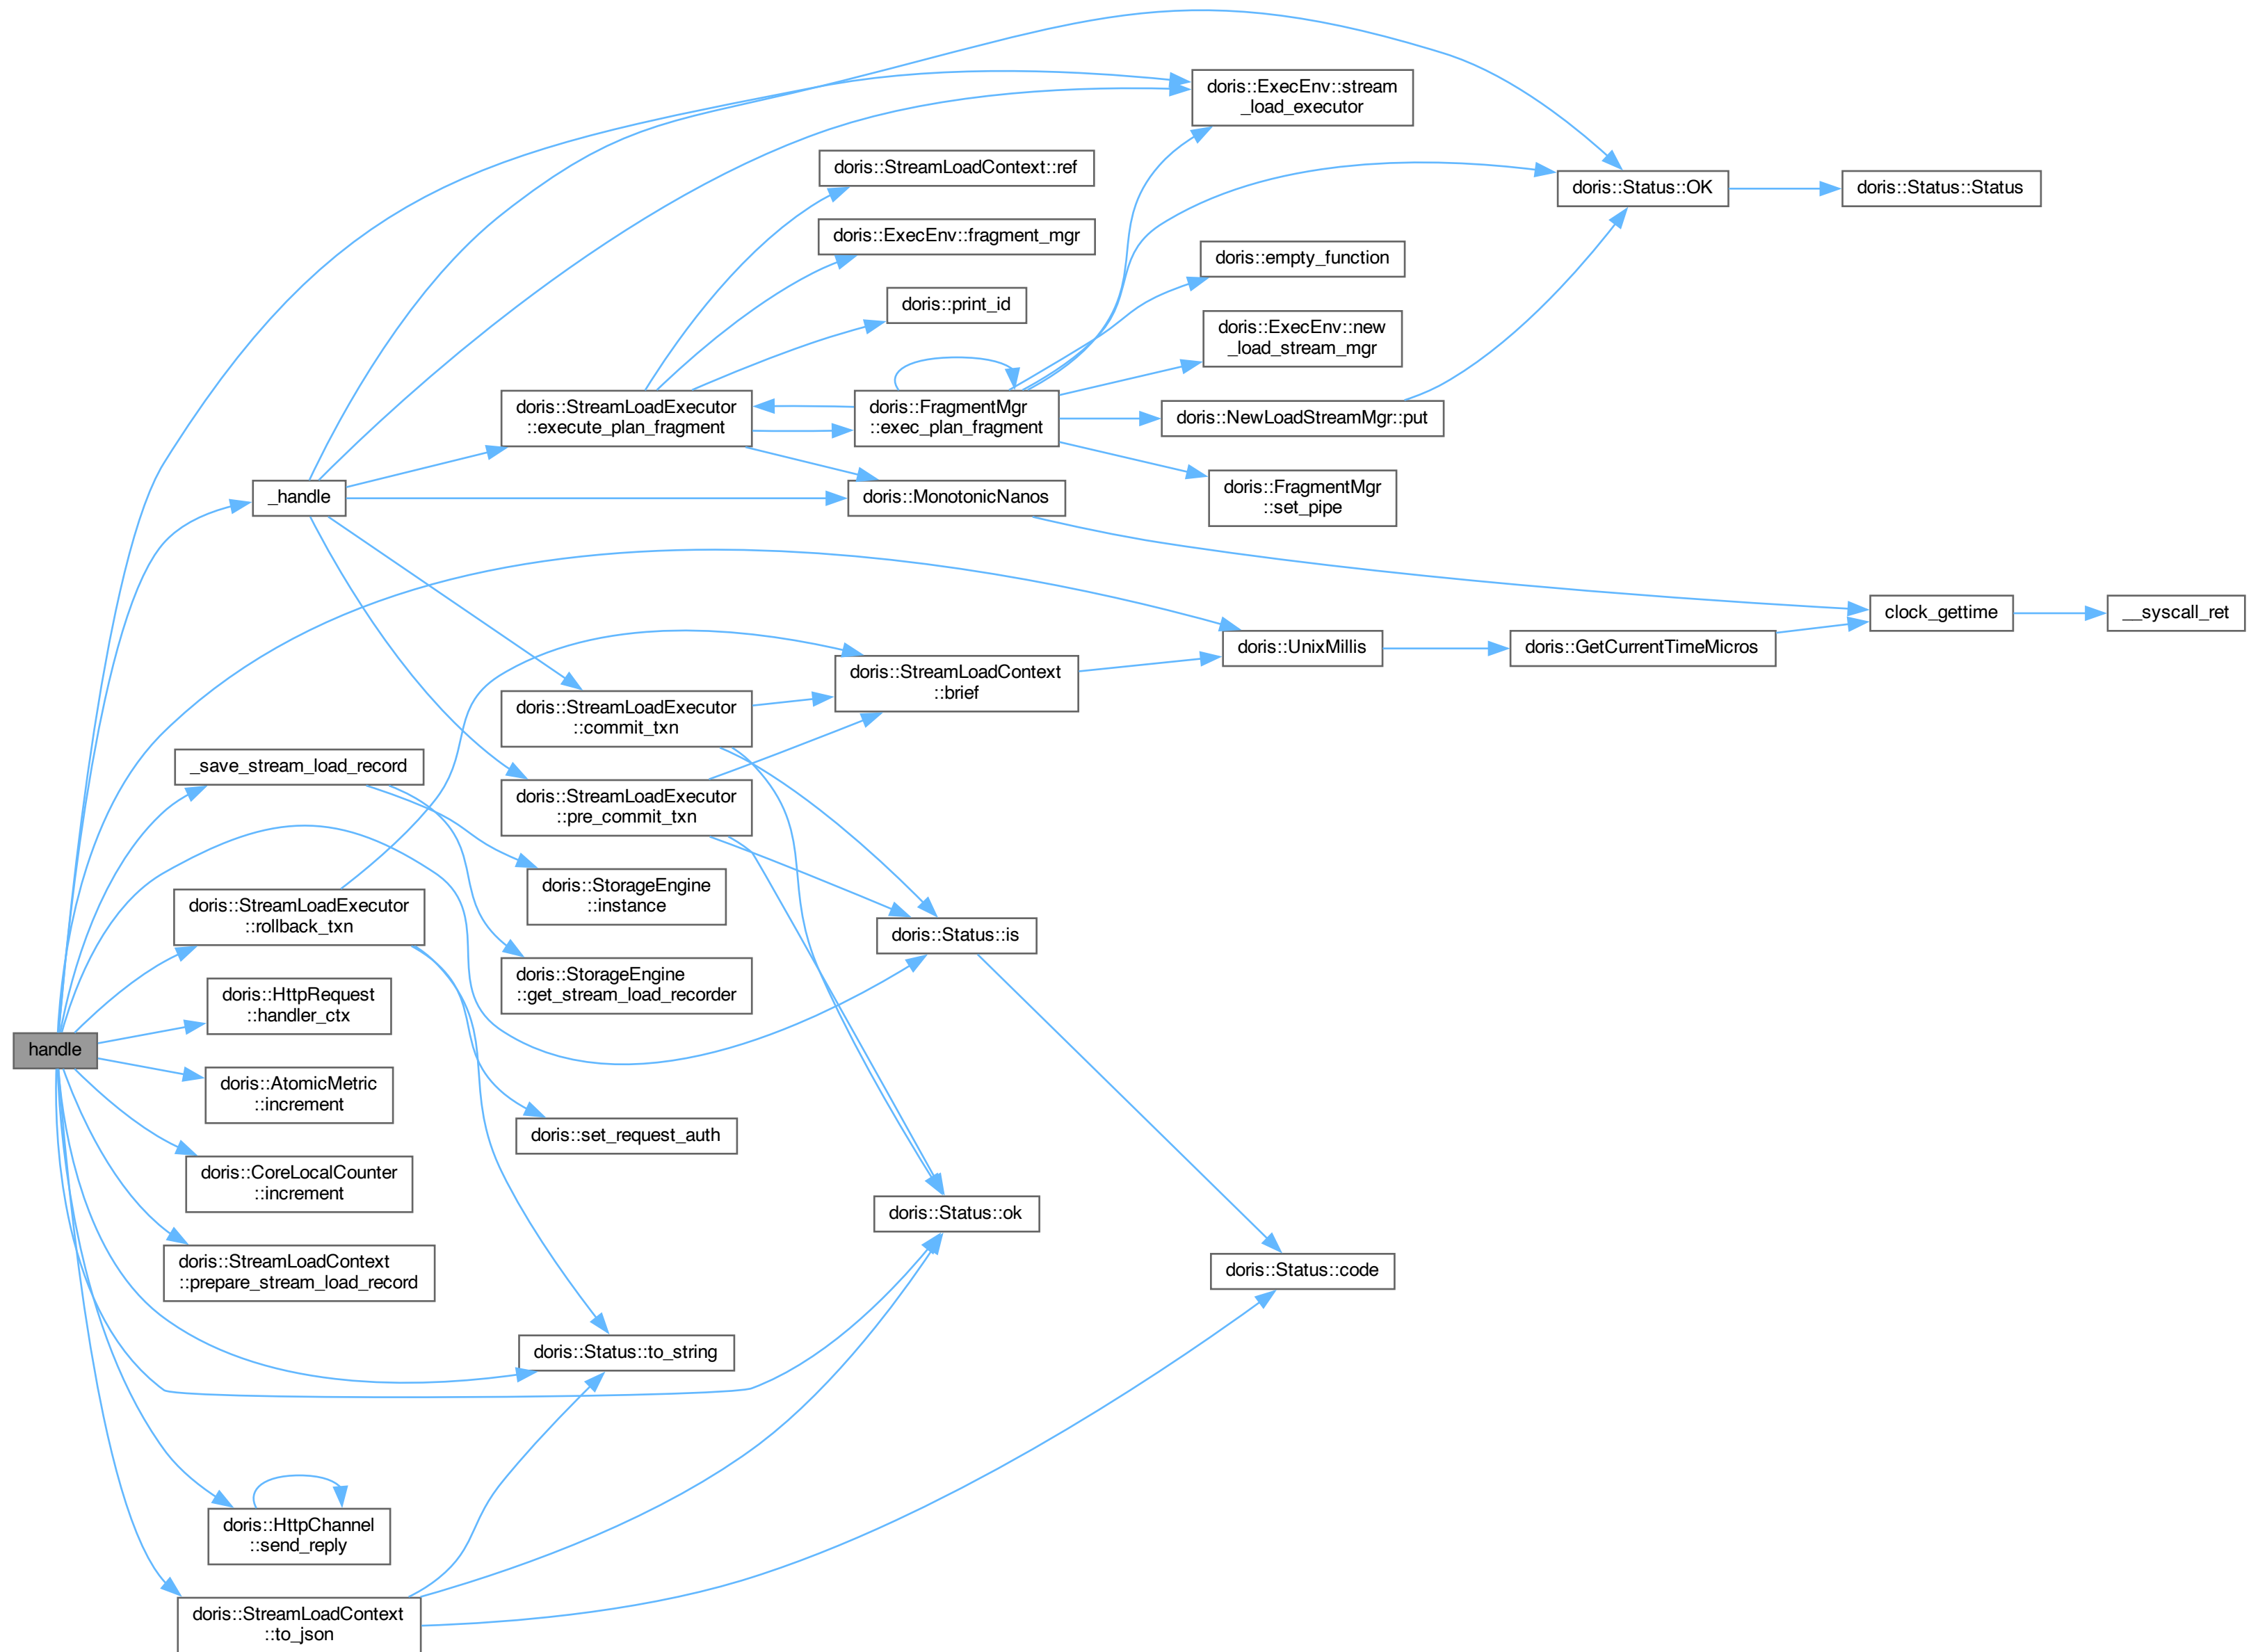 doris::ExecEnv::stream
_load_executor
doris::StreamLoadContext::ref
doris::Status::OK
doris::Status::Status
doris::ExecEnv::fragment_mgr
doris::empty_function
doris::print_id
doris::ExecEnv::new
_load_stream_mgr
doris::StreamLoadExecutor
::execute_plan_fragment
doris::FragmentMgr
::exec_plan_fragment
doris::NewLoadStreamMgr::put
_handle
doris::MonotonicNanos
doris::FragmentMgr
::set_pipe
clock_gettime
__syscall_ret
doris::UnixMillis
doris::GetCurrentTimeMicros
doris::StreamLoadContext
::brief
doris::StreamLoadExecutor
::commit_txn
_save_stream_load_record
doris::StreamLoadExecutor
::pre_commit_txn
doris::StorageEngine
::instance
doris::StreamLoadExecutor
::rollback_txn
doris::Status::is
doris::StorageEngine
::get_stream_load_recorder
doris::HttpRequest
::handler_ctx
handle
doris::AtomicMetric
::increment
doris::set_request_auth
doris::CoreLocalCounter
::increment
doris::Status::ok
doris::StreamLoadContext
::prepare_stream_load_record
doris::Status::code
doris::Status::to_string
doris::HttpChannel
::send_reply
doris::StreamLoadContext
::to_json